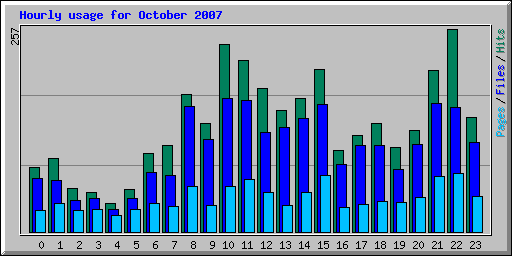 Hourly usage for October 2007
257
Pages / Files / Hits
0 1 2 3 4 5 6 7 8 9 10 11 12 13 14 15 16 17 18 19 20 21 22 23